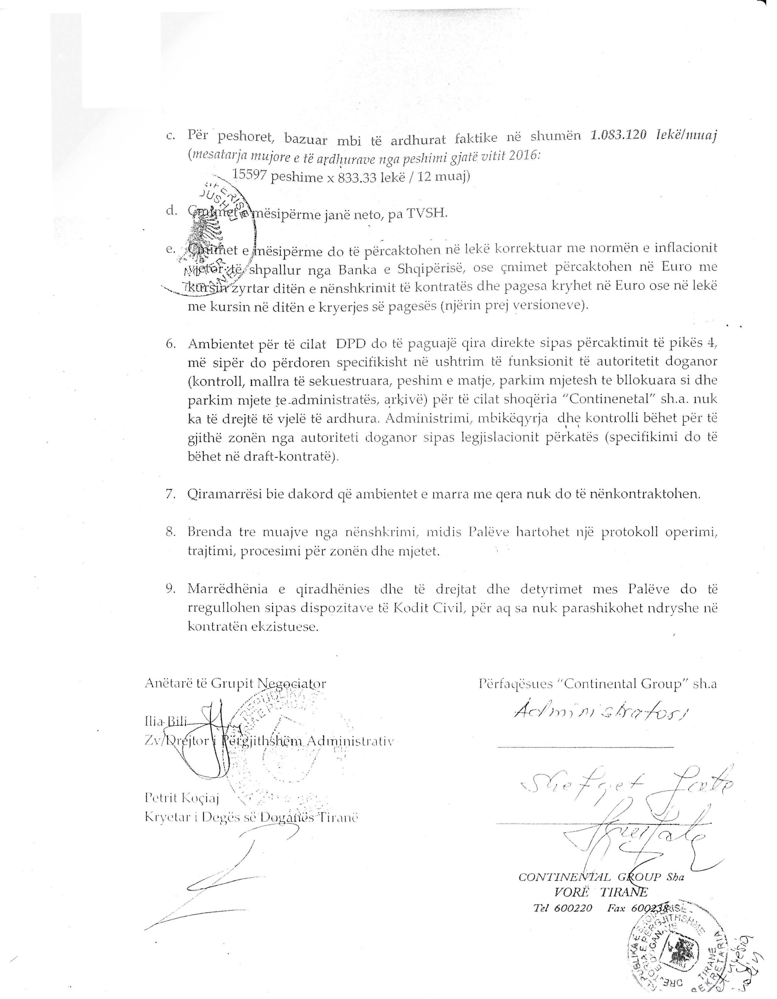 c. Për peshoret, bazuar mbi të ardhurat faktike në shumën 1.083.120 lekë/muaj
(mesatarja mujore e të ardhurave nga peshimi gjatë vitit 2016:
15597 peshime x 833.33 lekë / 12 muaj)
d. Çmimet e mësipërme janë neto, pa TVSH.
e. Çmimet e mësipërme do të përcaktohen në lekë korrektuar me normën e inflacionit
vjetor të shpallur nga Banka e Shqipërisë, ose çmimet përcaktohen në Euro me
kursin zyrtar ditën e nënshkrimit të kontratës dhe pagesa kryhet në Euro ose në lekë
me kursin në ditën e kryerjes së pagesës (njërin prej versioneve).
6. Ambientet për të cilat DPD do të paguajë qira direkte sipas përcaktimit të pikës 4,
më sipër do përdoren specifikisht në ushtrim të funksionit të autoritetit doganor
(kontroll, mallra të sekuestruara, peshim e matje, parkim mjetesh te bllokuara si dhe
parkim mjete te administratës, arkivë) për të cilat shoqëria "Continenetal" sh.a. nuk
ka të drejtë të vjelë të ardhura. Administrimi, mbikëqyrja dhe kontrolli bëhet për të
gjithë zonën nga autoriteti doganor sipas legjislacionit përkatës (specifikimi do të
bëhet në draft-kontratë).
7. Qiramarrësi bie dakord që ambientet e marra me qera nuk do të nënkontraktohen.
8. Brenda tre muajve nga nënshkrimi, midis Palëve hartohet një protokoll operimi,
trajtimi, procesimi për zonën dhe mjetet.
9. Marrëdhënia e qiradhënies dhe të drejtat dhe detyrimet mes Palëve do të
rregullohen sipas dispozitave të Kodit Civil, për aq sa nuk parashikohet ndryshe në
kontratën ekzistuese.
Anëtarë të Grupit Negociator
Përfaqësues "Continental Group" sh.a
Administratori
Ilia Bili
Zv/Drejtor i Përgjithshëm Administrativ
Petrit Koçiaj
Kryetar i Degës së Doganës Tiranë
CONTINENTAL GROUP Sha
VORË TIRANE
Tel 600220 Fax 600238
TIRANË